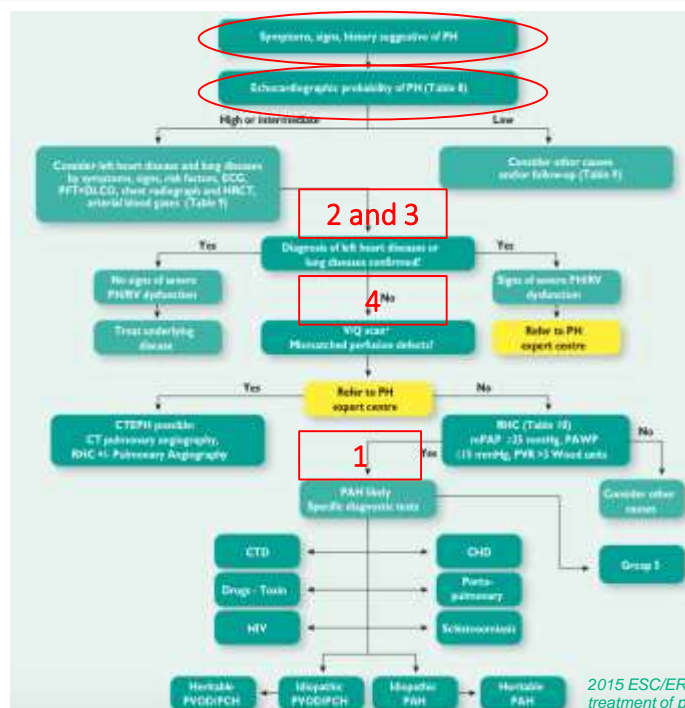 Symptoms, signs, history suggestive of PH
Echocardiographic probability of PH (Table 8)
High or intermediate
Low
Consider left heart disease and lung diseases
by symptoms, signs, risk factors, ECG,
PFT+DLCO, chest radiograph and HRCT,
arterial blood gases (Table 9)
Consider other causes
and/or follow-up (Table 9)
2 and 3
Yes
Diagnosis of left heart diseases or
lung diseases confirmed?
Yes
No signs of severe
PH/RV dysfunction
4
No
Signs of severe PH/RV
dysfunction
Treat underlying
disease
V/Q scan
Mismatched perfusion defects?
Refer to PH
expert centre
Yes
Refer to PH
expert centre
No
CTEPH possible:
CT pulmonary angiography,
RHC +/- Pulmonary Angiography
RHC (Table 10)
mPAP ≥25 mmHg, PAWP
≤15 mmHg, PVR >3 Wood units
No
1
Yes
PAH likely
Specific diagnostic tests
Consider other
causes
CTD
CHD
Group 5
Drugs - Toxin
Porto-
pulmonary
HIV
Schistosomiasis
Heritable
PVOD/PCH
Idiopathic
PVOD/PCH
Idiopathic
PAH
Heritable
PAH
2015 ESC/ER
treatment of p